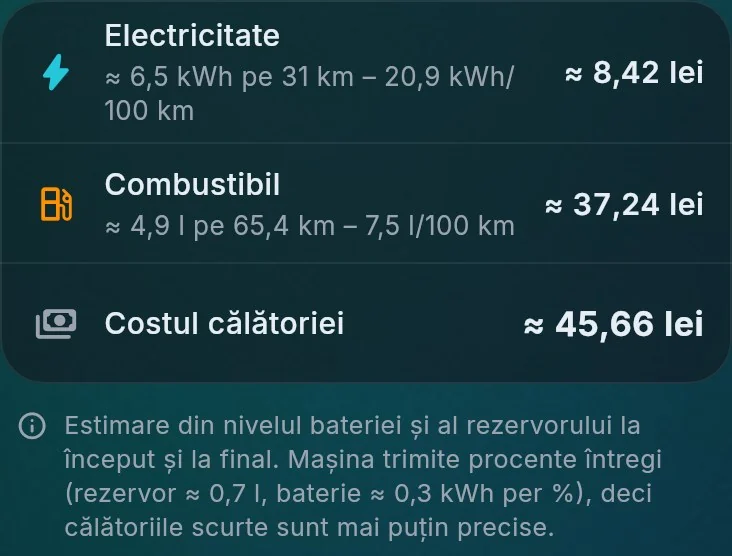 Electricitate
≈ 6,5 kWh pe 31 km – 20,9 kWh/
100 km
≈ 8,42 lei
Combustibil
≈ 4,9 l pe 65,4 km – 7,5 l/100 km
≈ 37,24 lei
Costul călătoriei
≈ 45,66 lei
Estimare din nivelul bateriei și al rezervorului la
început și la final. Mașina trimite procente întregi
(rezervor ≈ 0,7 l, baterie ≈ 0,3 kWh per %), deci
călătoriile scurte sunt mai puțin precise.